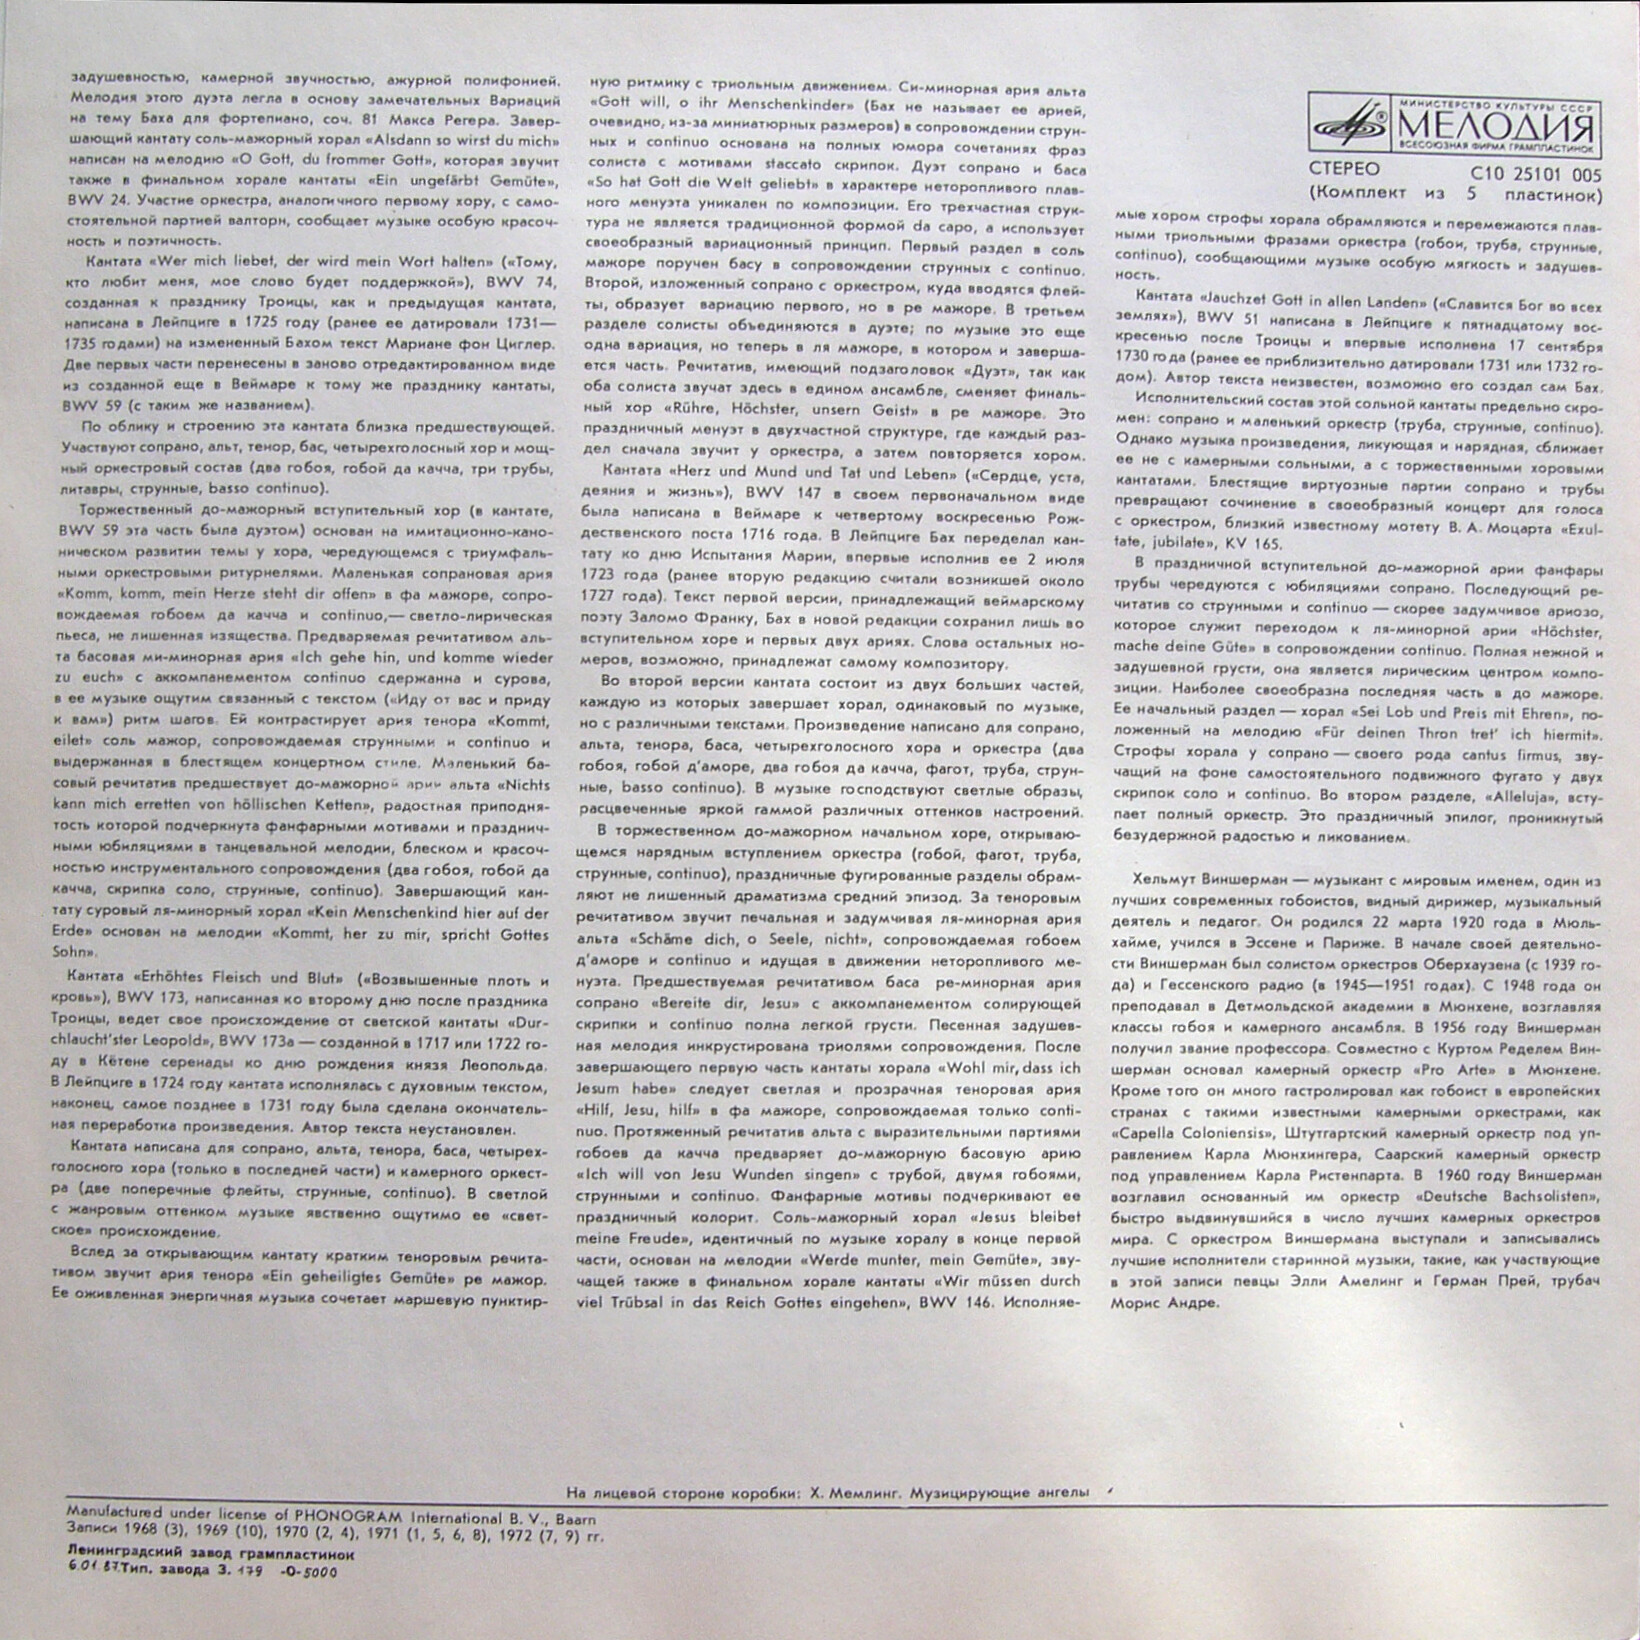 задушевностью, камерной звучностью, ажурной полифонией.
Мелодия этого дуэта легла в основу замечательных Вариаций
на тему Баха для фортепиано, соч. 81 Макса Регера. Завер-
шающий кантату соль-мажорный хорал «Alsdann so wirst du mich»
написан на мелодию «O Gott, du frommer Gott», которая звучит
также в финальном хорале кантаты «Ein ungefärbt Gemüte»,
BWV 24. Участие оркестра, аналогичного первому хору, с само-
стоятельной партией валторн, сообщает музыке особую красоч-
ность и поэтичность.
Кантата «Wer mich liebet, der wird mein Wort halten» («Тому,
кто любит меня, мое слово будет поддержкой»), BWV 74,
созданная к празднику Троицы, как и предыдущая кантата,
написана в Лейпциге в 1725 году (ранее ее датировали 1731—
1735 годами) на измененный Бахом текст Мариане фон Циглер.
Две первых части перенесены в заново отредактированном виде
из созданной еще в Веймаре к тому же празднику кантаты,
BWV 59 (с таким же названием).
По облику и строению эта кантата близка предшествующей.
Участвуют сопрано, альт, тенор, бас, четырехголосный хор и мощ-
ный оркестровый состав (два гобоя, гобой да качча, три трубы,
литавры, струнные, basso continuo).
Торжественный до-мажорный вступительный хор (в кантате,
BWV 59 эта часть была дуэтом) основан на имитационно-кано-
ническом развитии темы у хора, чередующемся с триумфаль-
ными оркестровыми ритурнелями. Маленькая сопрановая ария
«Komm, komm, mein Herze steht dir offen» в фа мажоре, сопро-
вождаемая гобоем да качча и continuo,— светло-лирическая
пьеса, не лишенная изящества. Предваряемая речитативом аль-
та басовая ми-минорная ария «Ich gehe hin, und komme wieder
zu euch» с аккомпанементом continuo сдержанна и сурова,
в ее музыке ощутим связанный с текстом («Иду от вас и приду
к вам») ритм шагов. Ей контрастирует ария тенора «Kommt,
eilet» соль мажор, сопровождаемая струнными и continuo и
выдержанная в блестящем концертном стиле. Маленький ба-
совый речитатив предшествует до-мажорной арии альта «Nichts
kann mich erretten von höllischen Ketten», радостная приподня-
тость которой подчеркнута фанфарными мотивами и празднич-
ными юбиляциями в танцевальной мелодии, блеском и красоч-
ностью инструментального сопровождения (два гобоя, гобой да
качча, скрипка соло, струнные, continuo). Завершающий кан-
тату суровый ля-минорный хорал «Kein Menschenkind hier auf der
Erde» основан на мелодии «Kommt, her zu mir, spricht Gottes
Sohn».
Кантата «Erhöhtes Fleisch und Blut» («Возвышенные плоть и
кровь»), BWV 173, написанная ко второму дню после праздника
Троицы, ведет свое происхождение от светской кантаты «Dur-
chlaucht'ster Leopold», BWV 173a — созданной в 1717 или 1722 го-
ду в Кётене серенады ко дню рождения князя Леопольда.
В Лейпциге в 1724 году кантата исполнялась с духовным текстом,
наконец, самое позднее в 1731 году была сделана окончатель-
ная переработка произведения. Автор текста неустановлен.
Кантата написана для сопрано, альта, тенора, баса, четырех-
голосного хора (только в последней части) и камерного оркест-
ра (две поперечные флейты, струнные, continuo). В светлой
с жанровым оттенком музыке явственно ощутимо ее «свет-
ское» происхождение.
Вслед за открывающим кантату кратким теноровым речита-
тивом звучит ария тенора «Ein geheiligtes Gemüte» ре мажор.
Ее оживленная энергичная музыка сочетает маршевую пунктир-
ную ритмику с триольным движением. Си-минорная ария альта
«Gott will, o ihr Menschenkinder» (Бах не называет ее арией,
очевидно, из-за миниатюрных размеров) в сопровождении струн-
ных и continuo основана на полных юмора сочетаниях фраз
солиста с мотивами staccato скрипок. Дуэт сопрано и баса
«So hat Gott die Welt geliebt» в характере неторопливого плав-
ного менуэта уникален по композиции. Его трехчастная струк-
тура не является традиционной формой da capo, а использует
своеобразный вариационный принцип. Первый раздел в соль
мажоре поручен басу в сопровождении струнных с continuo.
Второй, изложенный сопрано с оркестром, куда вводятся флей-
ты, образует вариацию первого, но в ре мажоре. В третьем
разделе солисты объединяются в дуэте; по музыке это еще
одна вариация, но теперь в ля мажоре, в котором и заверша-
ется часть. Речитатив, имеющий подзаголовок «Дуэт», так как
оба солиста звучат здесь в едином ансамбле, сменяет финаль-
ный хор «Rühre, Höchster, unsern Geist» в ре мажоре. Это
праздничный менуэт в двухчастной структуре, где каждый раз-
дел сначала звучит у оркестра, а затем повторяется хором.
Кантата «Herz und Mund und Tat und Leben» («Сердце, уста,
деяния и жизнь»), BWV 147 в своем первоначальном виде
была написана в Веймаре к четвертому воскресенью Рож-
дественского поста 1716 года. В Лейпциге Бах переделал кан-
тату ко дню Испытания Марии, впервые исполнив ее 2 июля
1723 года (ранее вторую редакцию считали возникшей около
1727 года). Текст первой версии, принадлежащий веймарскому
поэту Заломо Франку, Бах в новой редакции сохранил лишь во
вступительном хоре и первых двух ариях. Слова остальных но-
меров, возможно, принадлежат самому композитору.
Во второй версии кантата состоит из двух больших частей,
каждую из которых завершает хорал, одинаковый по музыке,
но с различными текстами. Произведение написано для сопрано,
альта, тенора, баса, четырехголосного хора и оркестра (два
гобоя, гобой д'аморе, два гобоя да качча, фагот, труба, струн-
ные, basso continuo). В музыке господствуют светлые образы,
расцвеченные яркой гаммой различных оттенков настроений.
В торжественном до-мажорном начальном хоре, открываю-
щемся нарядным вступлением оркестра (гобой, фагот, труба,
струнные, continuo), праздничные фугированные разделы обрам-
ляют не лишенный драматизма средний эпизод. За теноровым
речитативом звучит печальная и задумчивая ля-минорная ария
альта «Schäme dich, o Seele, nicht», сопровождаемая гобоем
д'аморе и continuo и идущая в движении неторопливого ме-
нуэта. Предшествуемая речитативом баса ре-минорная ария
сопрано «Bereite dir, Jesu» с аккомпанементом солирующей
скрипки и continuo полна легкой грусти. Песенная задушев-
ная мелодия инкрустирована триолями сопровождения. После
завершающего первую часть кантаты хорала «Wohl mir, dass ich
Jesum habe» следует светлая и прозрачная теноровая ария
«Hilf, Jesu, hilf» в фа мажоре, сопровождаемая только conti-
nuo. Протяженный речитатив альта с выразительными партиями
гобоев да качча предваряет до-мажорную басовую арию
«Ich will von Jesu Wunden singen» с трубой, двумя гобоями,
струнными и continuo. Фанфарные мотивы подчеркивают ее
праздничный колорит. Соль-мажорный хорал «Jesus bleibet
meine Freude», идентичный по музыке хоралу в конце первой
части, основан на мелодии «Werde munter, mein Gemüte», зву-
чащей также в финальном хорале кантаты «Wir müssen durch
viel Trübsal in das Reich Gottes eingehen», BWV 146. Исполняе-
МИНИСТЕРСТВО КУЛЬТУРЫ СССР
МЕЛОДИЯ
ВСЕСОЮЗНАЯ ФИРМА ГРАМПЛАСТИНОК
СТЕРЕО С10 25101 005
(Комплект из 5 пластинок)
мые хором строфы хорала обрамляются и перемежаются плав-
ными триольными фразами оркестра (гобои, труба, струнные,
continuo), сообщающими музыке особую мягкость и задушев-
ность.
Кантата «Jauchzet Gott in allen Landen» («Славится Бог во всех
землях»), BWV 51 написана в Лейпциге к пятнадцатому вос-
кресенью после Троицы и впервые исполнена 17 сентября
1730 года (ранее ее приблизительно датировали 1731 или 1732 го-
дом). Автор текста неизвестен, возможно его создал сам Бах.
Исполнительский состав этой сольной кантаты предельно скро-
мен: сопрано и маленький оркестр (труба, струнные, continuo).
Однако музыка произведения, ликующая и нарядная, сближает
ее не с камерными сольными, а с торжественными хоровыми
кантатами. Блестящие виртуозные партии сопрано и трубы
превращают сочинение в своеобразный концерт для голоса
с оркестром, близкий известному мотету В. А. Моцарта «Exul-
tate, jubilate», KV 165.
В праздничной вступительной до-мажорной арии фанфары
трубы чередуются с юбиляциями сопрано. Последующий ре-
читатив со струнными и continuo — скорее задумчивое ариозо,
которое служит переходом к ля-минорной арии «Höchster,
mache deine Güte» в сопровождении continuo. Полная нежной и
задушевной грусти, она является лирическим центром компо-
зиции. Наиболее своеобразна последняя часть в до мажоре.
Ее начальный раздел — хорал «Sei Lob und Preis mit Ehren», по-
ложенный на мелодию «Für deinen Thron tret' ich hiermit».
Строфы хорала у сопрано — своего рода cantus firmus, зву-
чащий на фоне самостоятельного подвижного фугато у двух
скрипок соло и continuo. Во втором разделе, «Alleluja», всту-
пает полный оркестр. Это праздничный эпилог, проникнутый
безудержной радостью и ликованием.
Хельмут Виншерман — музыкант с мировым именем, один из
лучших современных гобоистов, видный дирижер, музыкальный
деятель и педагог. Он родился 22 марта 1920 года в Мюль-
хайме, учился в Эссене и Париже. В начале своей деятельно-
сти Виншерман был солистом оркестров Оберхаузена (с 1939 го-
да) и Гессенского радио (в 1945—1951 годах). С 1948 года он
преподавал в Детмольдской академии в Мюнхене, возглавляя
классы гобоя и камерного ансамбля. В 1956 году Виншерман
получил звание профессора. Совместно с Куртом Ределем Вин-
шерман основал камерный оркестр «Pro Arte» в Мюнхене.
Кроме того он много гастролировал как гобоист в европейских
странах с такими известными камерными оркестрами, как
«Capella Coloniensis», Штутгартский камерный оркестр под уп-
равлением Карла Мюнхингера, Саарский камерный оркестр
под управлением Карла Ристенпарта. В 1960 году Виншерман
возглавил основанный им оркестр «Deutsche Bachsolisten»,
быстро выдвинувшийся в число лучших камерных оркестров
мира. С оркестром Виншермана выступали и записывались
лучшие исполнители старинной музыки, такие, как участвующие
в этой записи певцы Элли Амелинг и Герман Прей, трубач
Морис Андре.
На лицевой стороне коробки: Х. Мемлинг. Музицирующие ангелы
Manufactured under license of PHONOGRAM International B. V., Baarn
Записи 1968 (3), 1969 (10), 1970 (2, 4), 1971 (1, 5, 6, 8), 1972 (7, 9) гг.
Ленинградский завод грампластинок
6.01.87.Тип. завода З. 179 -О-5000